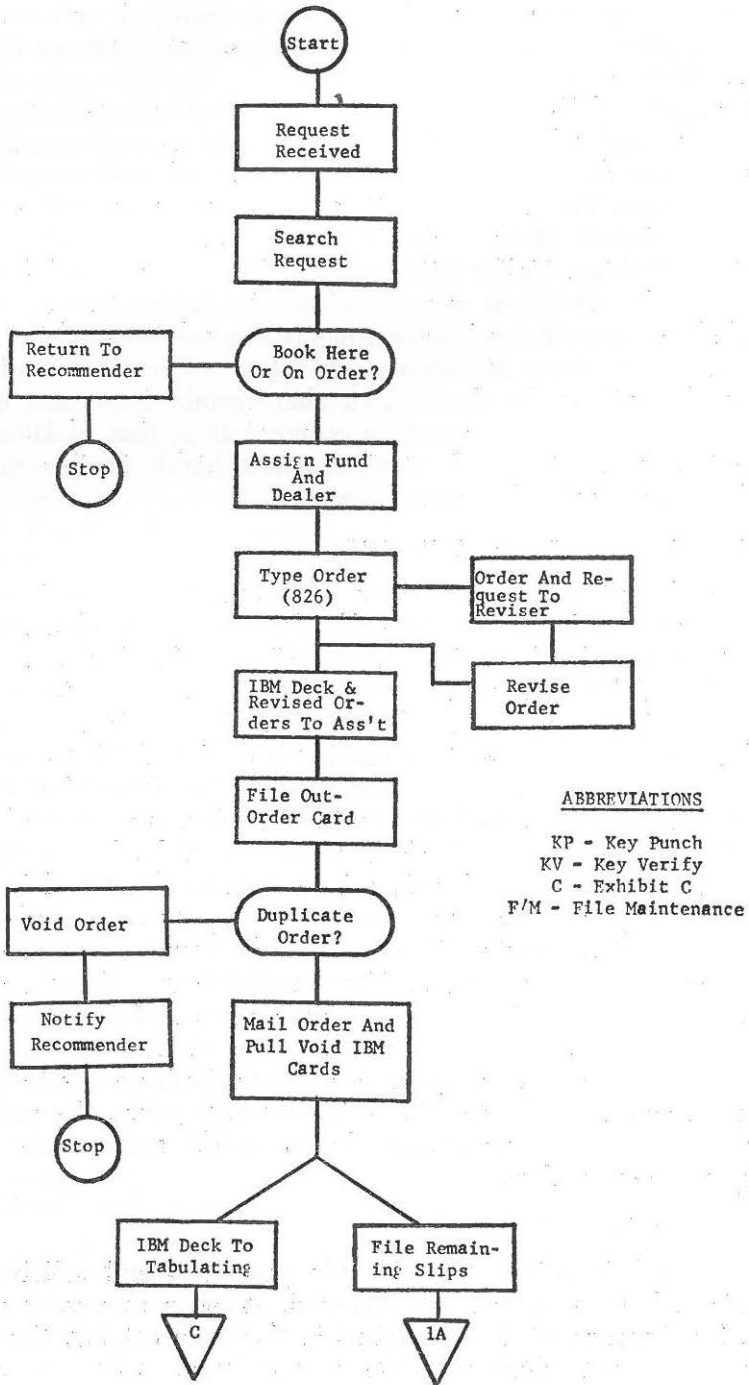 Start
Request
Received
Search
Request
Return To
Recommender
Book Here
Or On Order?
Stop
Assign Fund
And
Dealer
Type Order
(826)
Order And Re-
quest To
Reviser
IBM Deck &
Revised Or-
ders To Ass't
Revise
Order
File Out-
Order Card
ABBREVIATIONS
KP - Key Punch
KV - Key Verify
C - Exhibit C
F/M - File Maintenance
Void Order
Duplicate
Order?
Notify
Recommender
Mail Order And
Pull Void IBM
Cards
Stop
IBM Deck To
Tabulating
File Remain-
ing Slips
C
1A